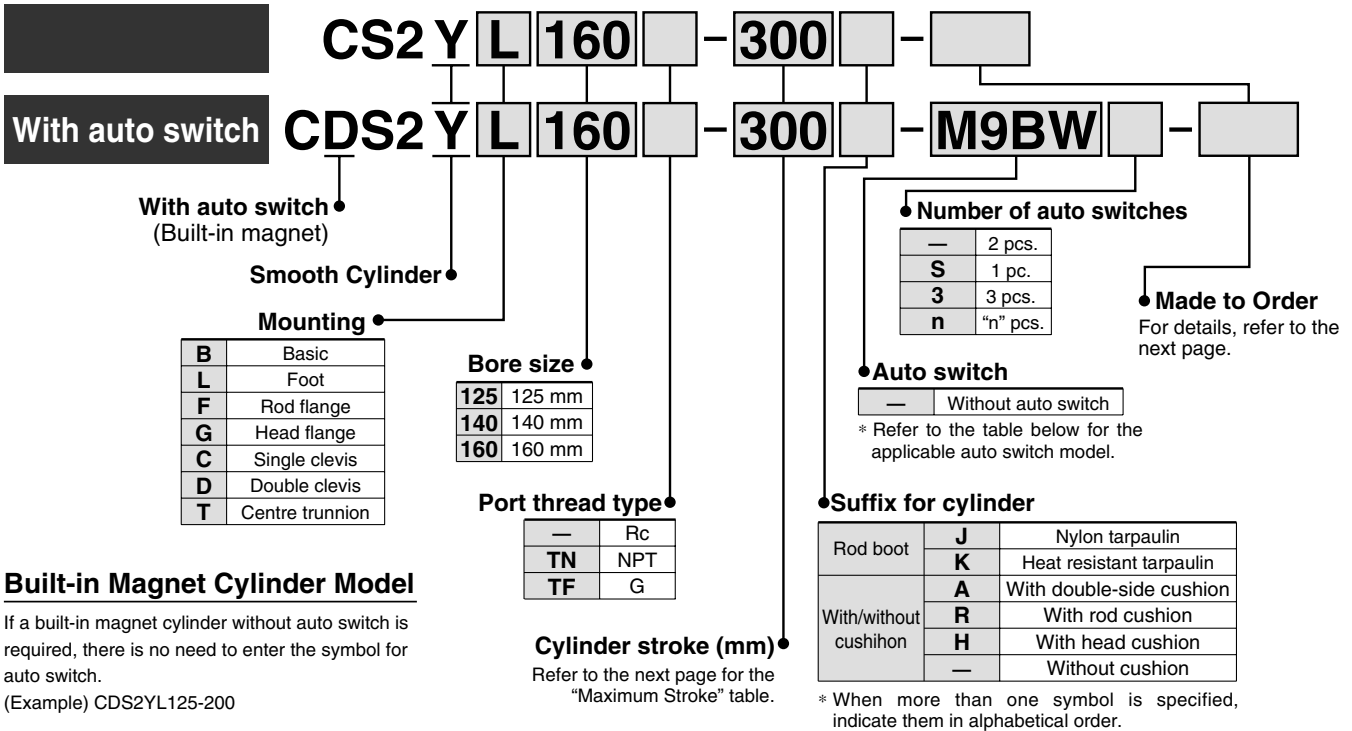 CS2 Y L 160 – 300 –
With auto switch CDS2 Y L 160 – 300 – M9BW –
With auto switch
(Built-in magnet)
Smooth Cylinder
Mounting
B Basic
L Foot
F Rod flange
G Head flange
C Single clevis
D Double clevis
T Centre trunnion
Bore size
125 125 mm
140 140 mm
160 160 mm
Port thread type
— Rc
TN NPT
TF G
Cylinder stroke (mm)
Refer to the next page for the
“Maximum Stroke” table.
Number of auto switches
— 2 pcs.
S 1 pc.
3 3 pcs.
n “n” pcs.
Made to Order
For details, refer to the
next page.
Auto switch
— Without auto switch
* Refer to the table below for the
applicable auto switch model.
Suffix for cylinder
Rod boot
J Nylon tarpaulin
K Heat resistant tarpaulin
With/without
cushihon
A With double-side cushion
R With rod cushion
H With head cushion
— Without cushion
* When more than one symbol is specified,
indicate them in alphabetical order.
Built-in Magnet Cylinder Model
If a built-in magnet cylinder without auto switch is
required, there is no need to enter the symbol for
auto switch.
(Example) CDS2YL125-200